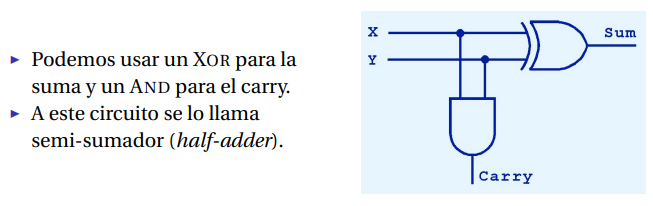 ▸ Podemos usar un XOR para la
suma y un AND para el carry.
▸ A este circuito se lo llama
semi-sumador (half-adder).
X
Sum
Y
Carry